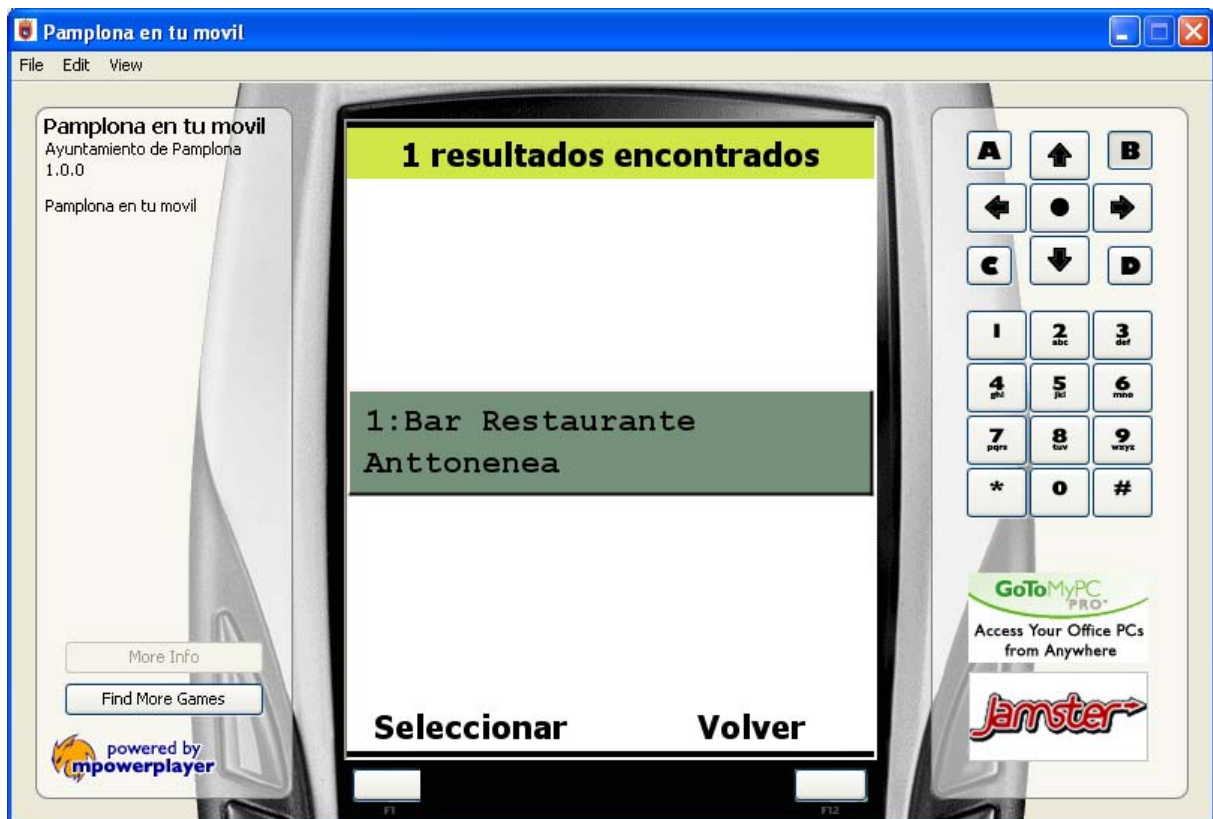 Pamplona en tu movil
File Edit View
Pamplona en tu movil
Ayuntamiento de Pamplona
1.0.0
Pamplona en tu movil
More Info
Find More Games
powered by
mpowerplayer
1 resultados encontrados
1:Bar Restaurante
Anttonenea
Seleccionar Volver
F1 F12
A B
C D
1 2 abc 3 def
4 ghi 5 jkl 6 mno
7 pqrs 8 tuv 9 wxyz
* 0 #
GoToMyPC
PRO
Access Your Office PCs
from Anywhere
Jamster